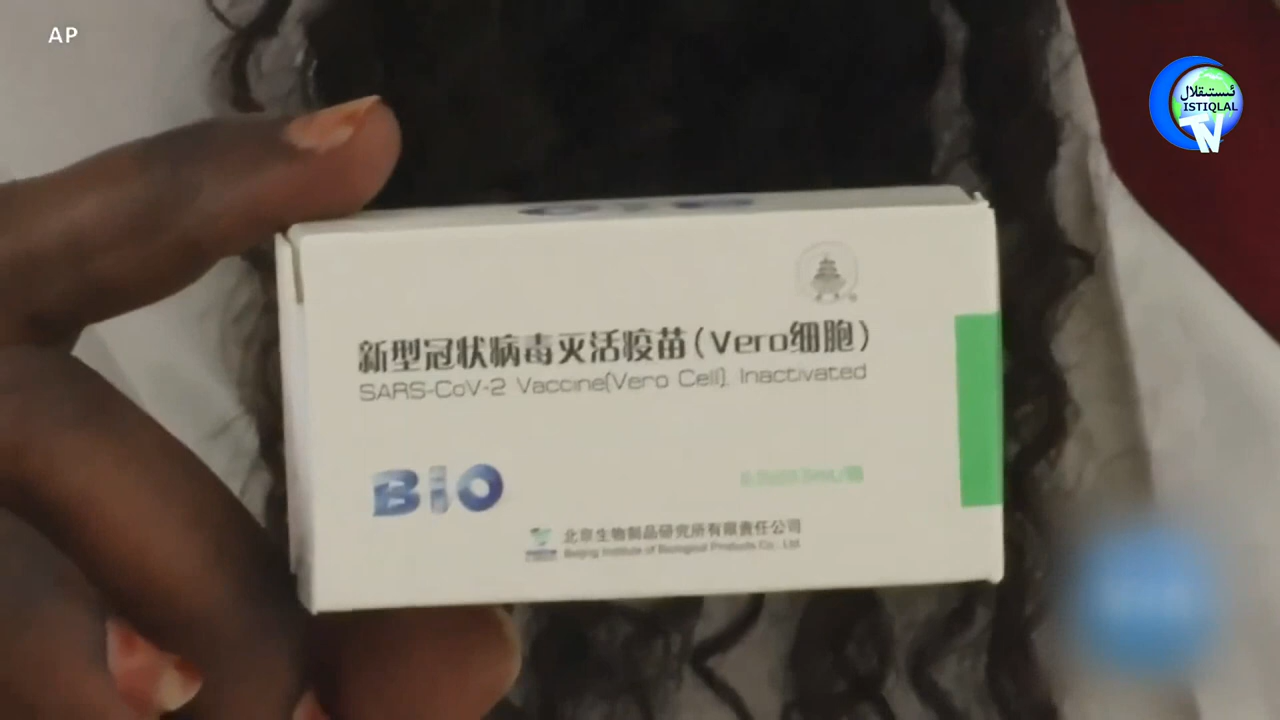 AP
ئىستىقلال
ISTIQLAL
TV
新型冠状病毒灭活疫苗(Vero细胞)
SARS-CoV-2 Vaccine(Vero Cell), Inactivated
BIO
北京生物制品研究所有限责任公司
Beijing Institute of Biological Products Co., Ltd.